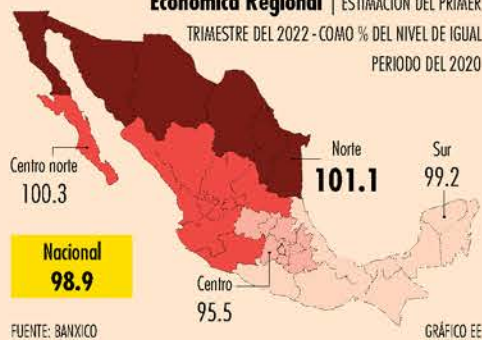 Económica Regional | ESTIMACIÓN DEL PRIMER
TRIMESTRE DEL 2022 - COMO % DEL NIVEL DE IGUAL
PERIODO DEL 2020
Norte
101.1
Sur
99.2
Centro norte
100.3
Nacional
98.9
Centro
95.5
FUENTE: BANXICO
GRÁFICO EE